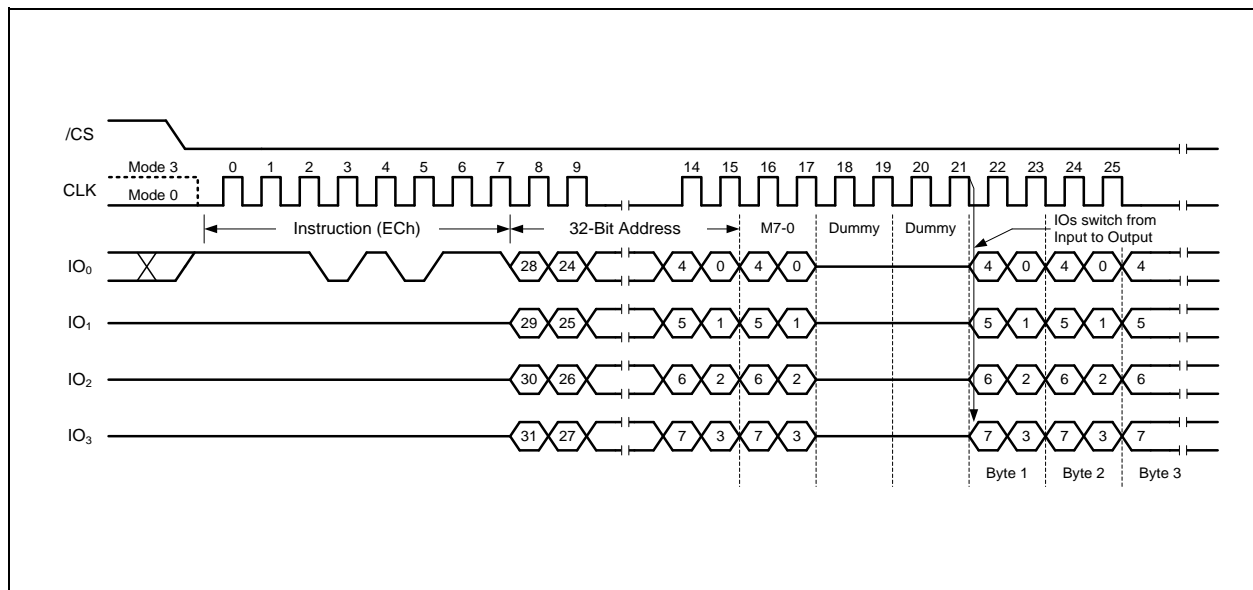 /CS
Mode 3 0 1 2 3 4 5 6 7 8 9 14 15 16 17 18 19 20 21 22 23 24 25
CLK
Mode 0
Instruction (ECh) 32-Bit Address M7-0 Dummy Dummy IOs switch from
Input to Output
IO0 28 24 4 0 4 0 4 0 4 0 4
IO1 29 25 5 1 5 1 5 1 5 1 5
IO2 30 26 6 2 6 2 6 2 6 2 6
IO3 31 27 7 3 7 3 7 3 7 3 7
Byte 1 Byte 2 Byte 3